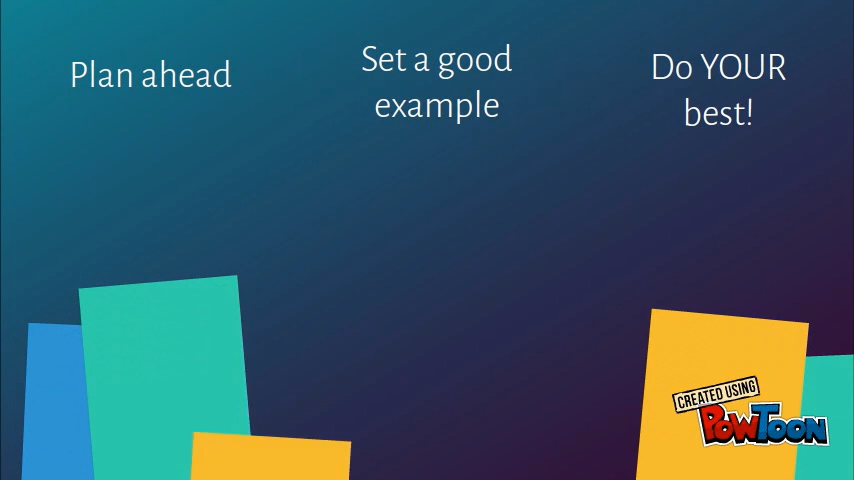 Plan ahead
Set a good
example
Do YOUR
best!
CREATED USING
POWTOON